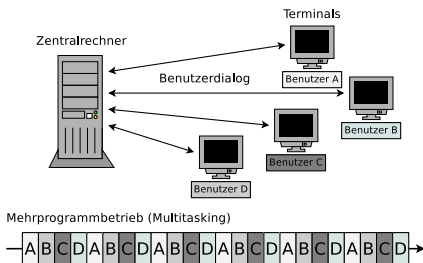 Terminals
Zentralrechner
Benutzerdialog
Benutzer A
Benutzer B
Benutzer C
Benutzer D
Mehrprogrammbetrieb (Multitasking)
A B C D A B C D A B C D A B C D A B C D A B C D